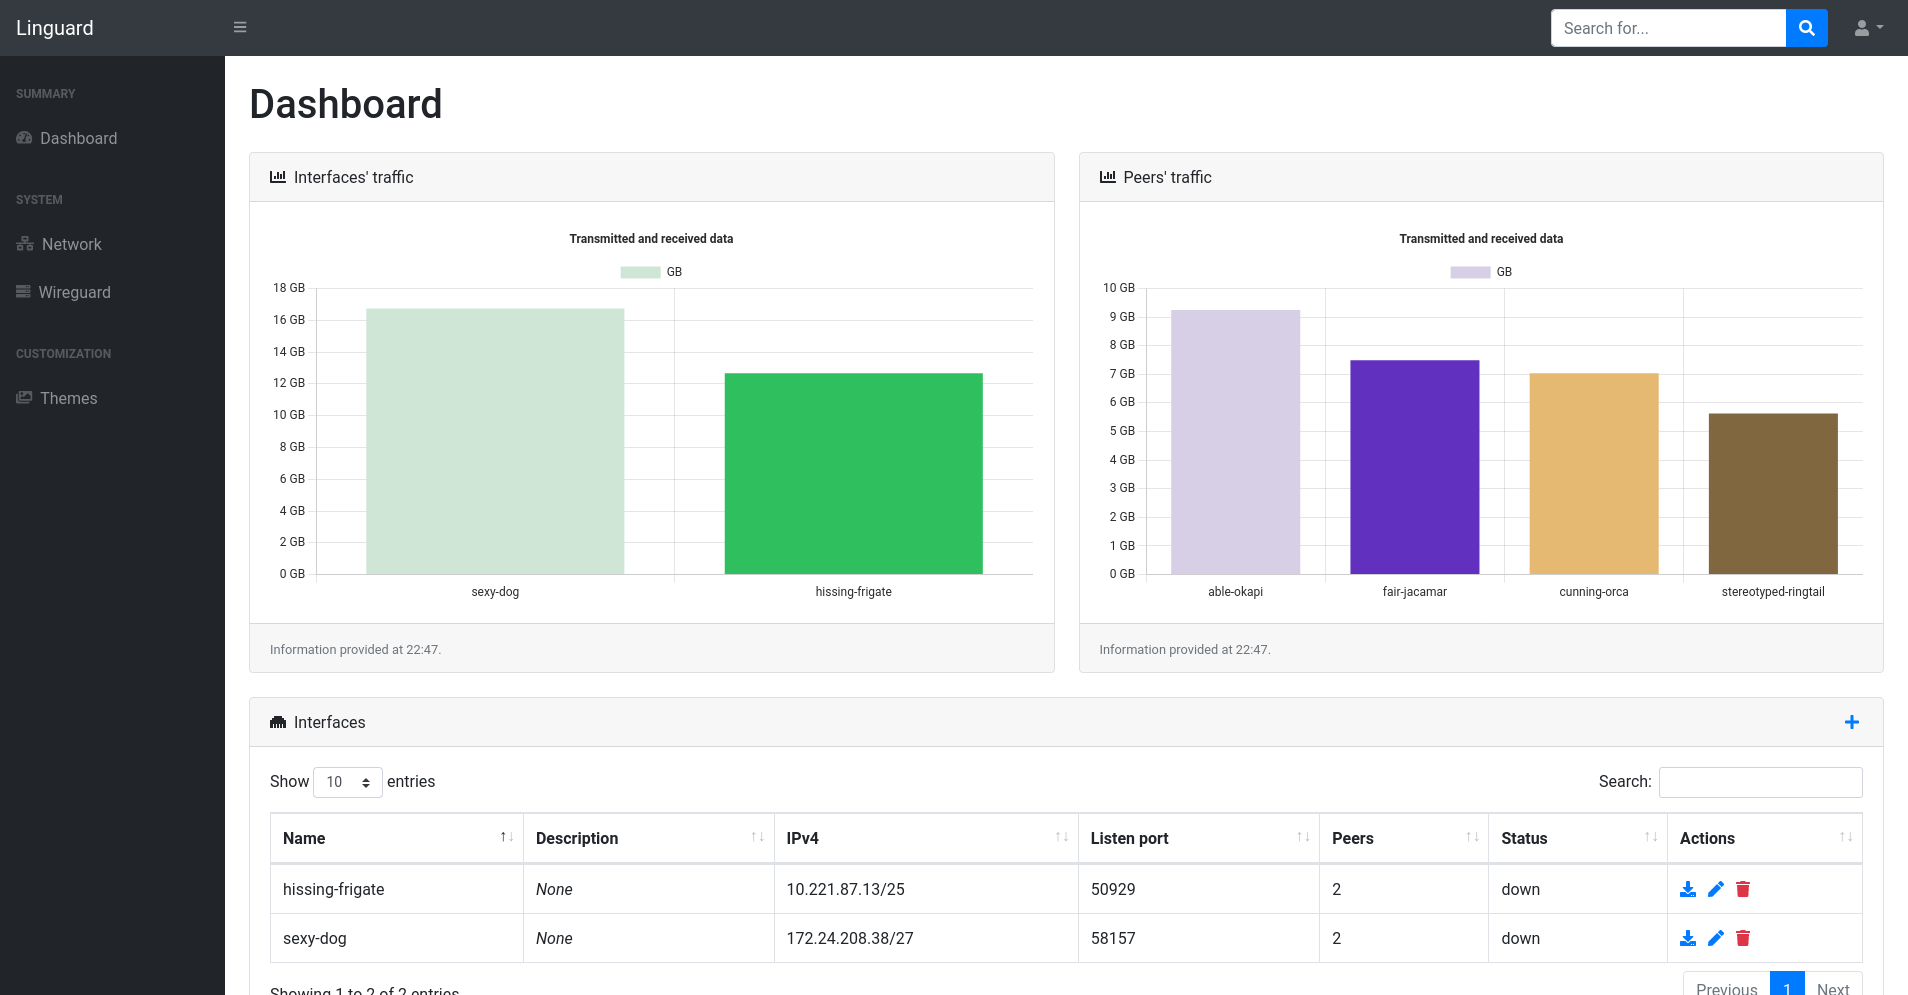 Linguard
Search for...
SUMMARY
Dashboard
SYSTEM
Network
Wireguard
CUSTOMIZATION
Themes
Dashboard
Interfaces' traffic
Transmitted and received data
GB
18 GB
16 GB
14 GB
12 GB
10 GB
8 GB
6 GB
4 GB
2 GB
0 GB
sexy-dog hissing-frigate
Information provided at 22:47.
Peers' traffic
Transmitted and received data
GB
10 GB
9 GB
8 GB
7 GB
6 GB
5 GB
4 GB
3 GB
2 GB
1 GB
0 GB
able-okapi fair-jacamar cunning-orca stereotyped-ringtail
Information provided at 22:47.
Interfaces
Show 10 entries Search:
Name Description IPv4 Listen port Peers Status Actions
hissing-frigate None 10.221.87.13/25 50929 2 down
sexy-dog None 172.24.208.38/27 58157 2 down
Showing 1 to 2 of 2 entries Previous 1 Next